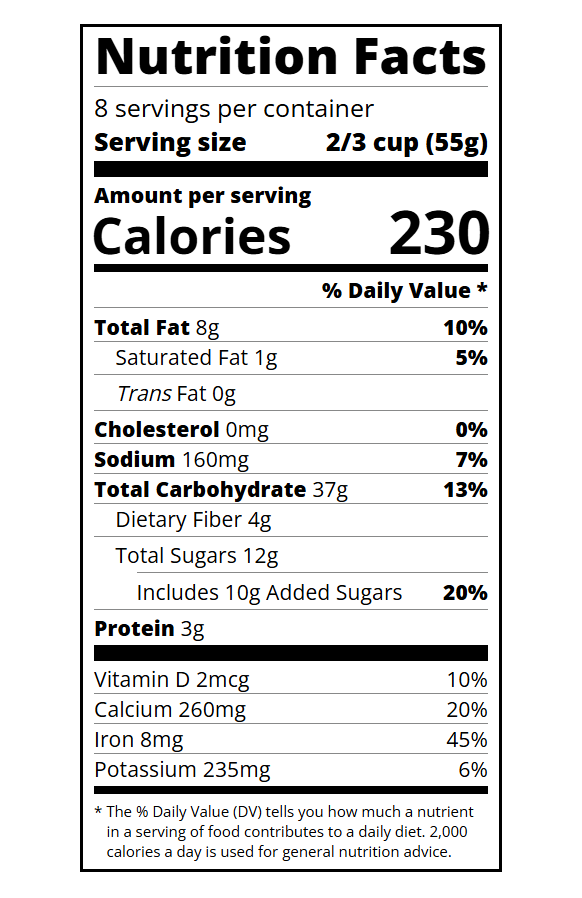 Nutrition Facts
8 servings per container
Serving size 2/3 cup (55g)
Amount per serving
Calories 230
% Daily Value *
Total Fat 8g 10%
Saturated Fat 1g 5%
Trans Fat 0g
Cholesterol 0mg 0%
Sodium 160mg 7%
Total Carbohydrate 37g 13%
Dietary Fiber 4g
Total Sugars 12g
Includes 10g Added Sugars 20%
Protein 3g
Vitamin D 2mcg 10%
Calcium 260mg 20%
Iron 8mg 45%
Potassium 235mg 6%
* The % Daily Value (DV) tells you how much a nutrient
in a serving of food contributes to a daily diet. 2,000
calories a day is used for general nutrition advice.